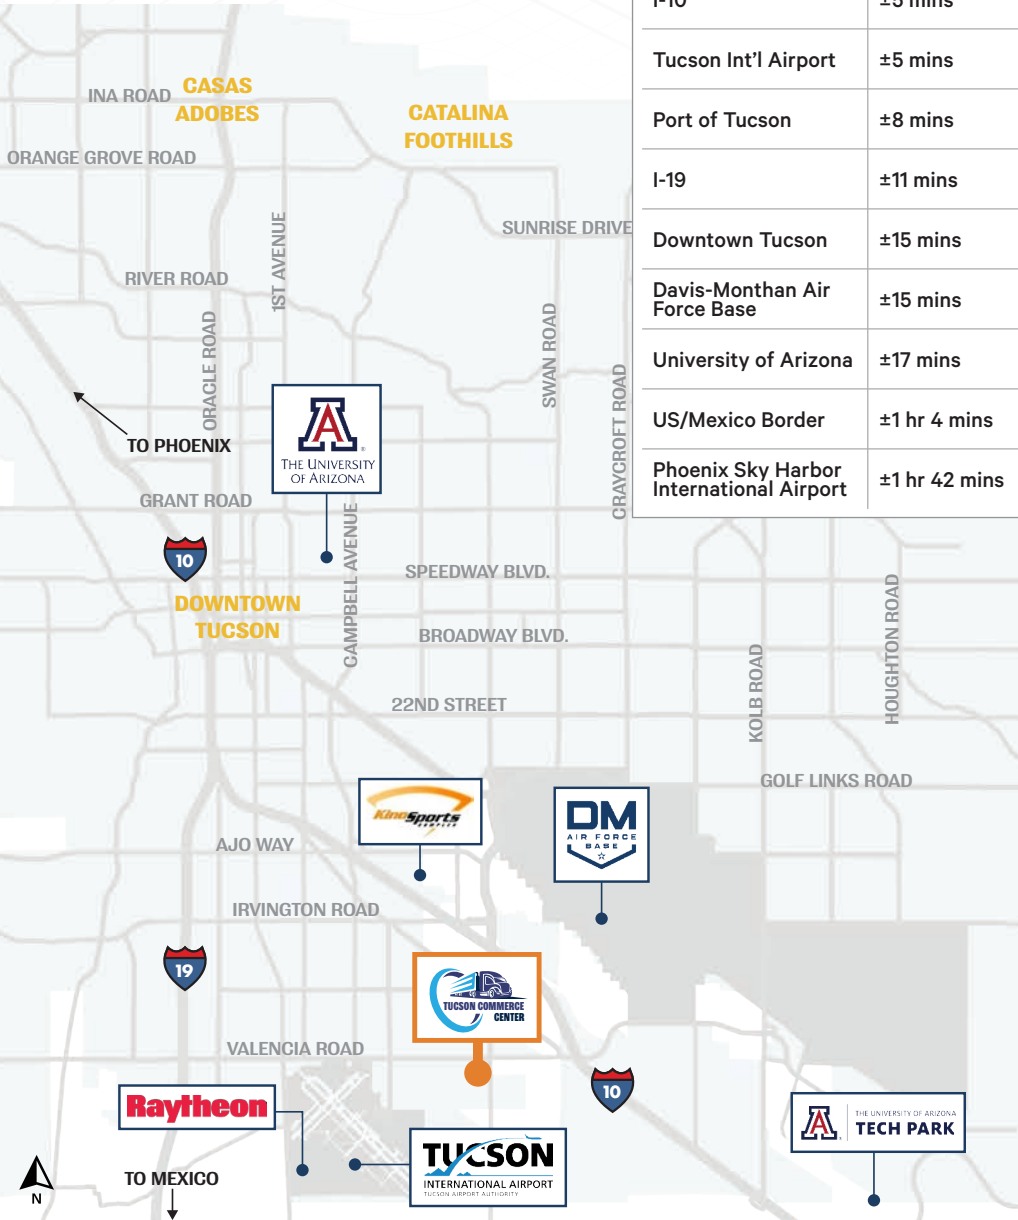 I-10 ±5 mins
Tucson Int'l Airport ±5 mins
Port of Tucson ±8 mins
I-19 ±11 mins
Downtown Tucson ±15 mins
Davis-Monthan Air
Force Base ±15 mins
University of Arizona ±17 mins
US/Mexico Border ±1 hr 4 mins
Phoenix Sky Harbor
International Airport ±1 hr 42 mins
INA ROAD
CASAS
ADOBES
CATALINA
FOOTHILLS
ORANGE GROVE ROAD
SUNRISE DRIVE
1ST AVENUE
RIVER ROAD
ORACLE ROAD
SWAN ROAD
CRAYCROFT ROAD
TO PHOENIX
A
THE UNIVERSITY
OF ARIZONA
GRANT ROAD
CAMPBELL AVENUE
10
SPEEDWAY BLVD.
DOWNTOWN
TUCSON
BROADWAY BLVD.
HOUGHTON ROAD
KOLB ROAD
22ND STREET
GOLF LINKS ROAD
KinoSports
COMPLEX
DM
AIR FORCE
BASE
AJO WAY
IRVINGTON ROAD
19
TUCSON COMMERCE
CENTER
VALENCIA ROAD
10
Raytheon
A
THE UNIVERSITY OF ARIZONA
TECH PARK
TUCSON
INTERNATIONAL AIRPORT
TUCSON AIRPORT AUTHORITY
TO MEXICO
N